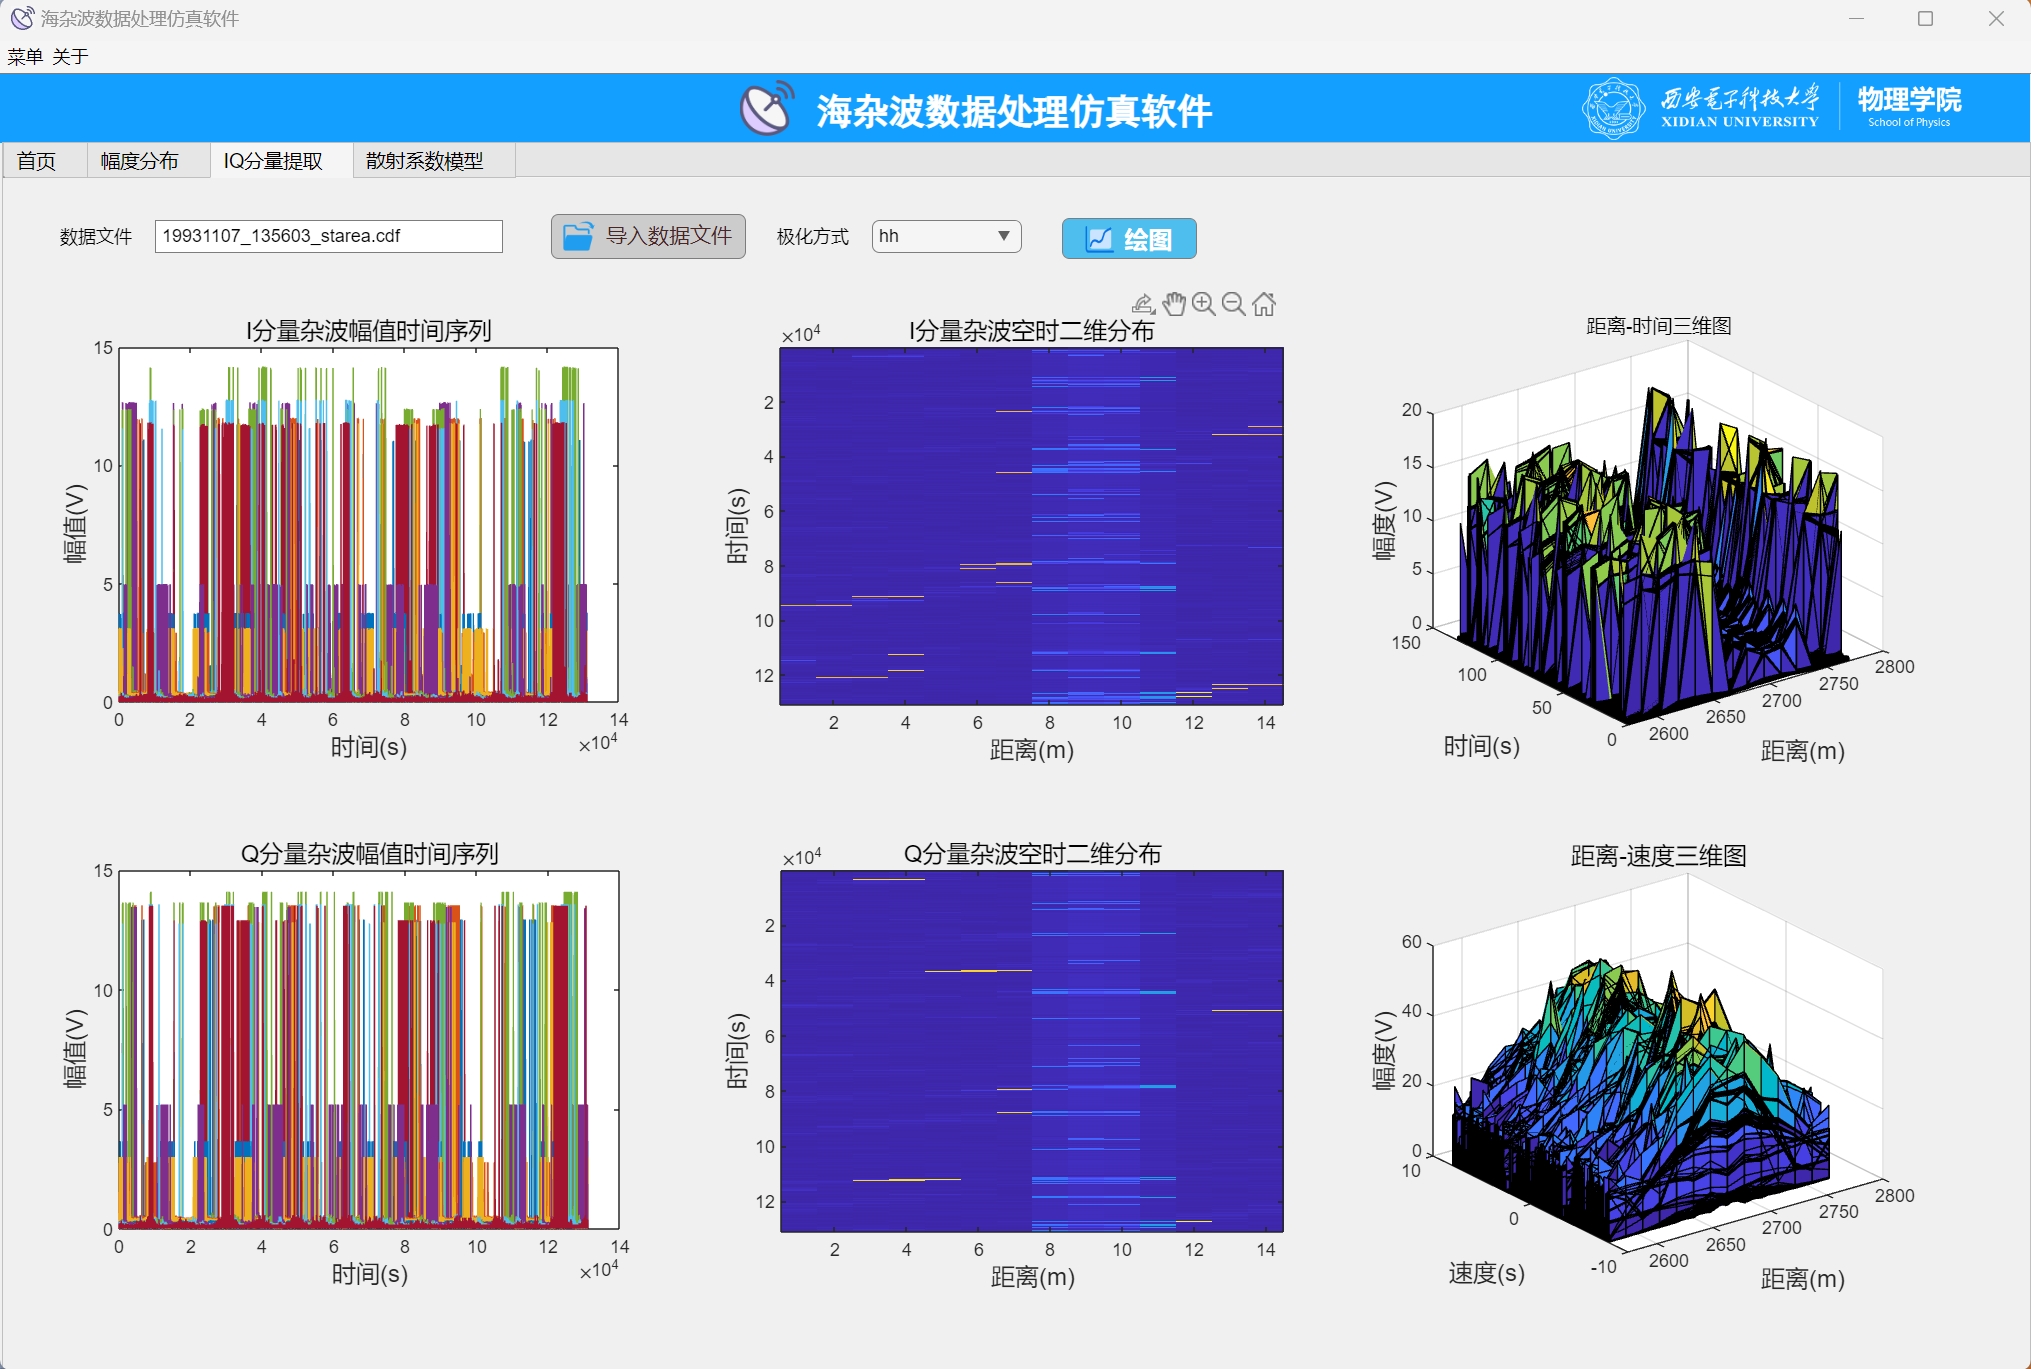 海杂波数据处理仿真软件
菜单 关于
海杂波数据处理仿真软件
西安电子科技大学
XIDIAN UNIVERSITY
物理学院
School of Physics
首页 幅度分布 IQ分量提取 散射系数模型
数据文件 19931107_135603_starea.cdf 导入数据文件 极化方式 hh 绘图
I分量杂波幅值时间序列
15
10
5
0
幅值(V)
0 2 4 6 8 10 12 14
时间(s)
×10⁴
I分量杂波空时二维分布
×10⁴
2
4
6
8
10
12
时间(s)
2 4 6 8 10 12 14
距离(m)
距离-时间三维图
20
15
10
5
0
幅度(V)
150
100
50
0
时间(s)
2600
2650
2700
2750
2800
距离(m)
Q分量杂波幅值时间序列
15
10
5
0
幅值(V)
0 2 4 6 8 10 12 14
时间(s)
×10⁴
Q分量杂波空时二维分布
×10⁴
2
4
6
8
10
12
时间(s)
2 4 6 8 10 12 14
距离(m)
距离-速度三维图
60
40
20
0
幅度(V)
10
0
-10
速度(s)
2600
2650
2700
2750
2800
距离(m)